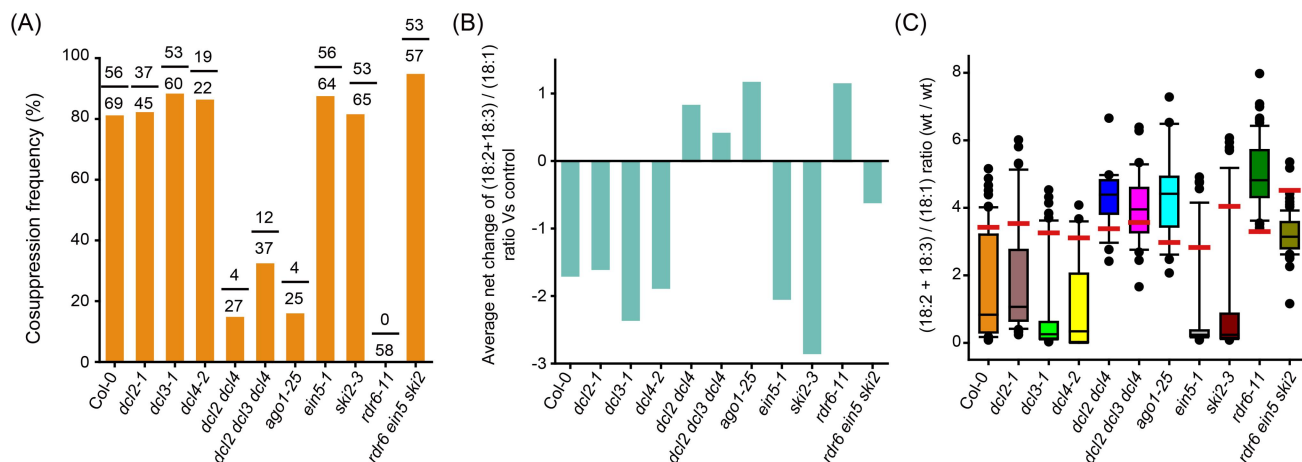 (A)
Cosuppression frequency (%)
100
80
60
40
20
0
56
69
37
45
53
60
19
22
4
27
12
37
4
25
56
64
53
65
0
58
53
57
Col-0
dcl2-1
dcl3-1
dcl4-2
dcl2 dcl4
dcl2 dcl3 dcl4
ago1-25
ein5-1
ski2-3
rdr6-11
rdr6 ein5 ski2
(B)
Average net change of (18:2+18:3) / (18:1)
ratio Vs control
1
0
-1
-2
-3
Col-0
dcl2-1
dcl3-1
dcl4-2
dcl2 dcl4
dcl2 dcl3 dcl4
ago1-25
ein5-1
ski2-3
rdr6-11
rdr6 ein5 ski2
(C)
(18:2 + 18:3) / (18:1) ratio (wt / wt)
8
6
4
2
0
Col-0
dcl2-1
dcl3-1
dcl4-2
dcl2 dcl4
dcl2 dcl3 dcl4
ago1-25
ein5-1
ski2-3
rdr6-11
rdr6 ein5 ski2